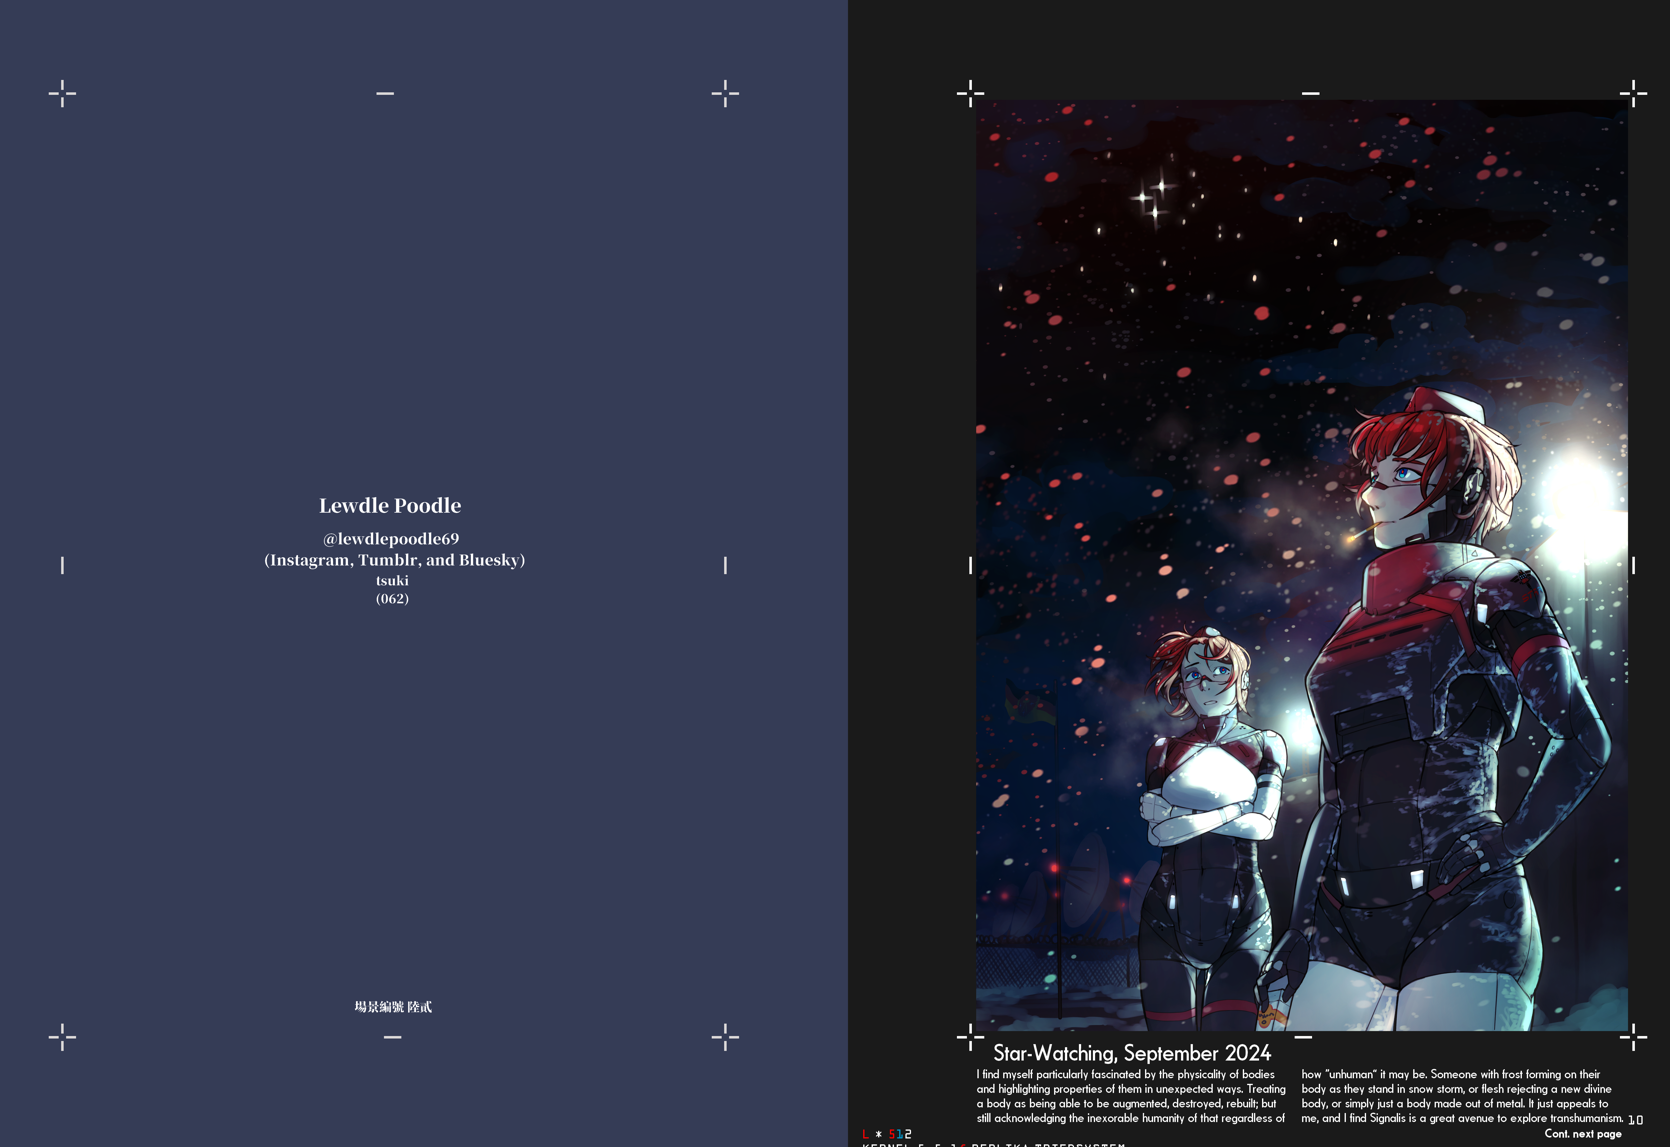 Lewdle Poodle
@lewdlepoodle69
(Instagram, Tumblr, and Bluesky)
tsuki
(062)
場景編號 陸貳
Star-Watching, September 2024
I find myself particularly fascinated by the physicality of bodies
and highlighting properties of them in unexpected ways. Treating
a body as being able to be augmented, destroyed, rebuilt; but
still acknowledging the inexorable humanity of that regardless of
how "unhuman" it may be. Someone with frost forming on their
body as they stand in snow storm, or flesh rejecting a new divine
body, or simply just a body made out of metal. It just appeals to
me, and I find Signalis is a great avenue to explore transhumanism.
10
Cont. next page
L * 512